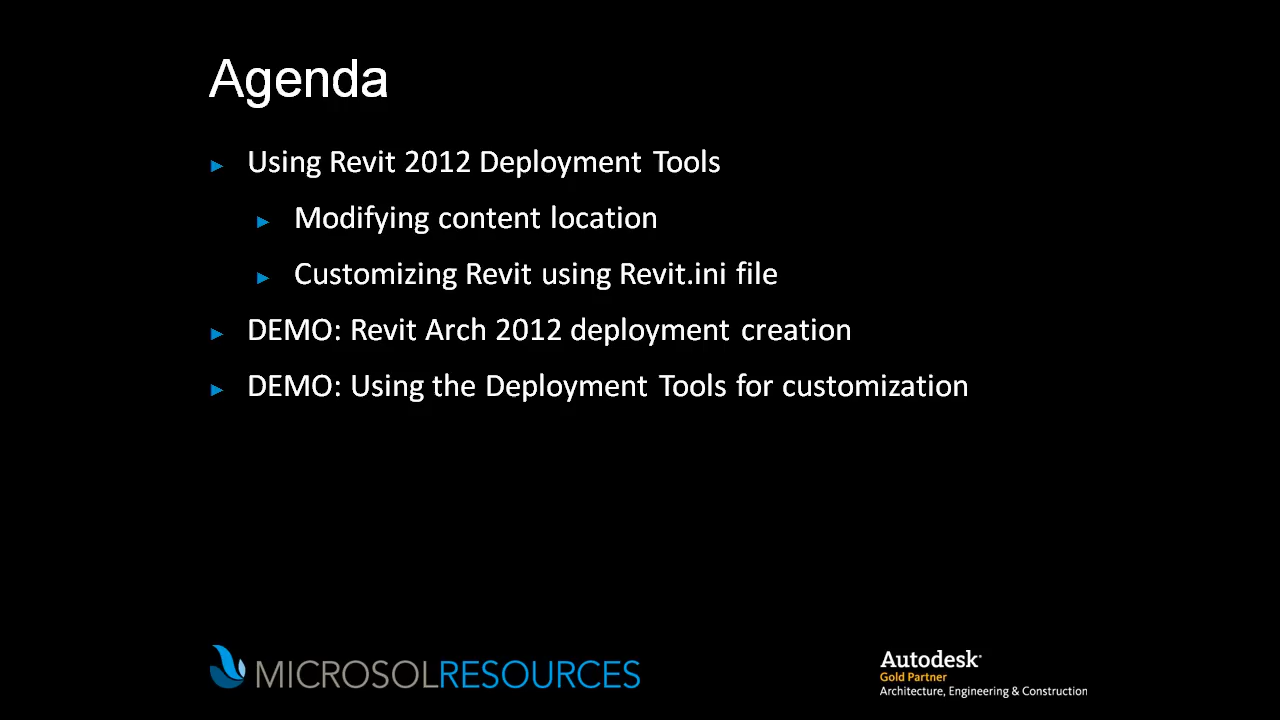 Agenda
Using Revit 2012 Deployment Tools
Modifying content location
Customizing Revit using Revit.ini file
DEMO: Revit Arch 2012 deployment creation
DEMO: Using the Deployment Tools for customization
MICROSOLRESOURCES
Autodesk
Gold Partner
Architecture, Engineering & Construction